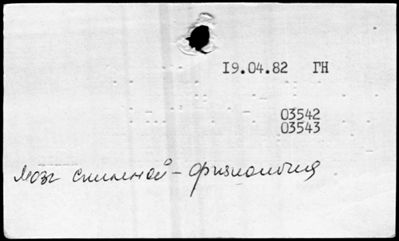 19.04.82 ГН
03542
03543
мозг спинной – физиология